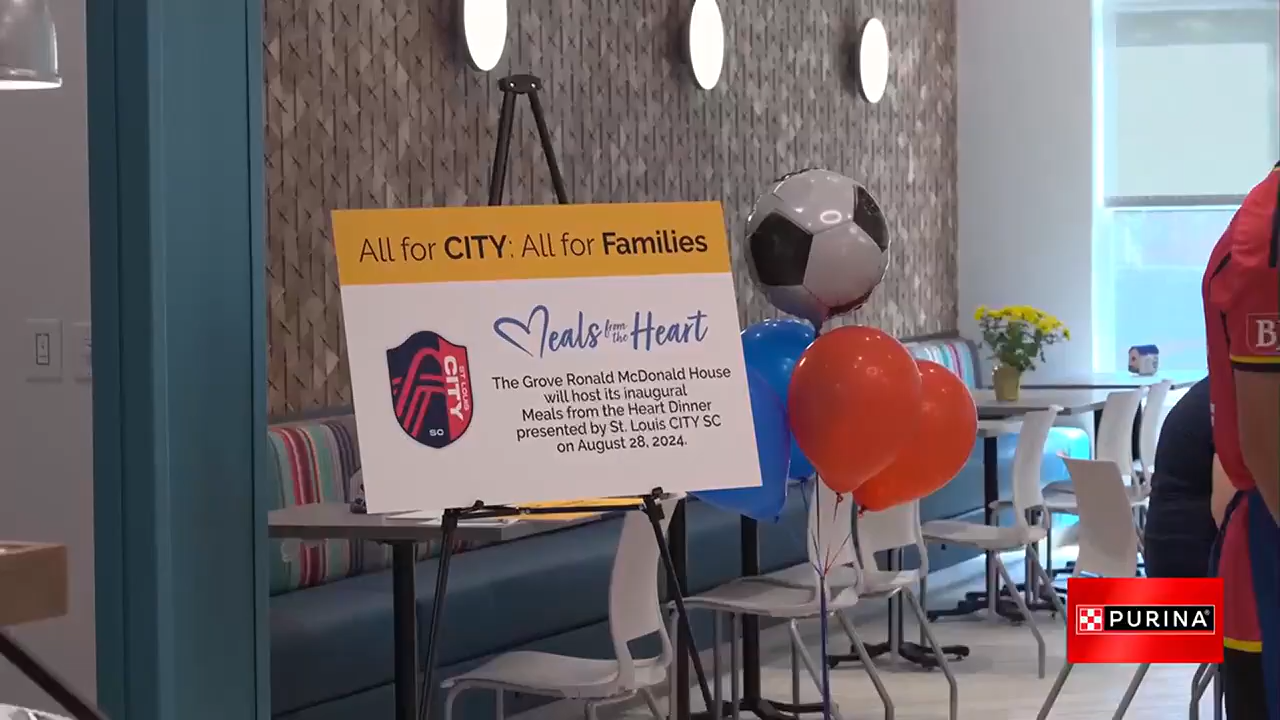 All for CITY: All for Families
Meals from the Heart
ST LOUIS
CITY
SC
The Grove Ronald McDonald House
will host its inaugural
Meals from the Heart Dinner
presented by St. Louis CITY SC
on August 28, 2024.
PURINA